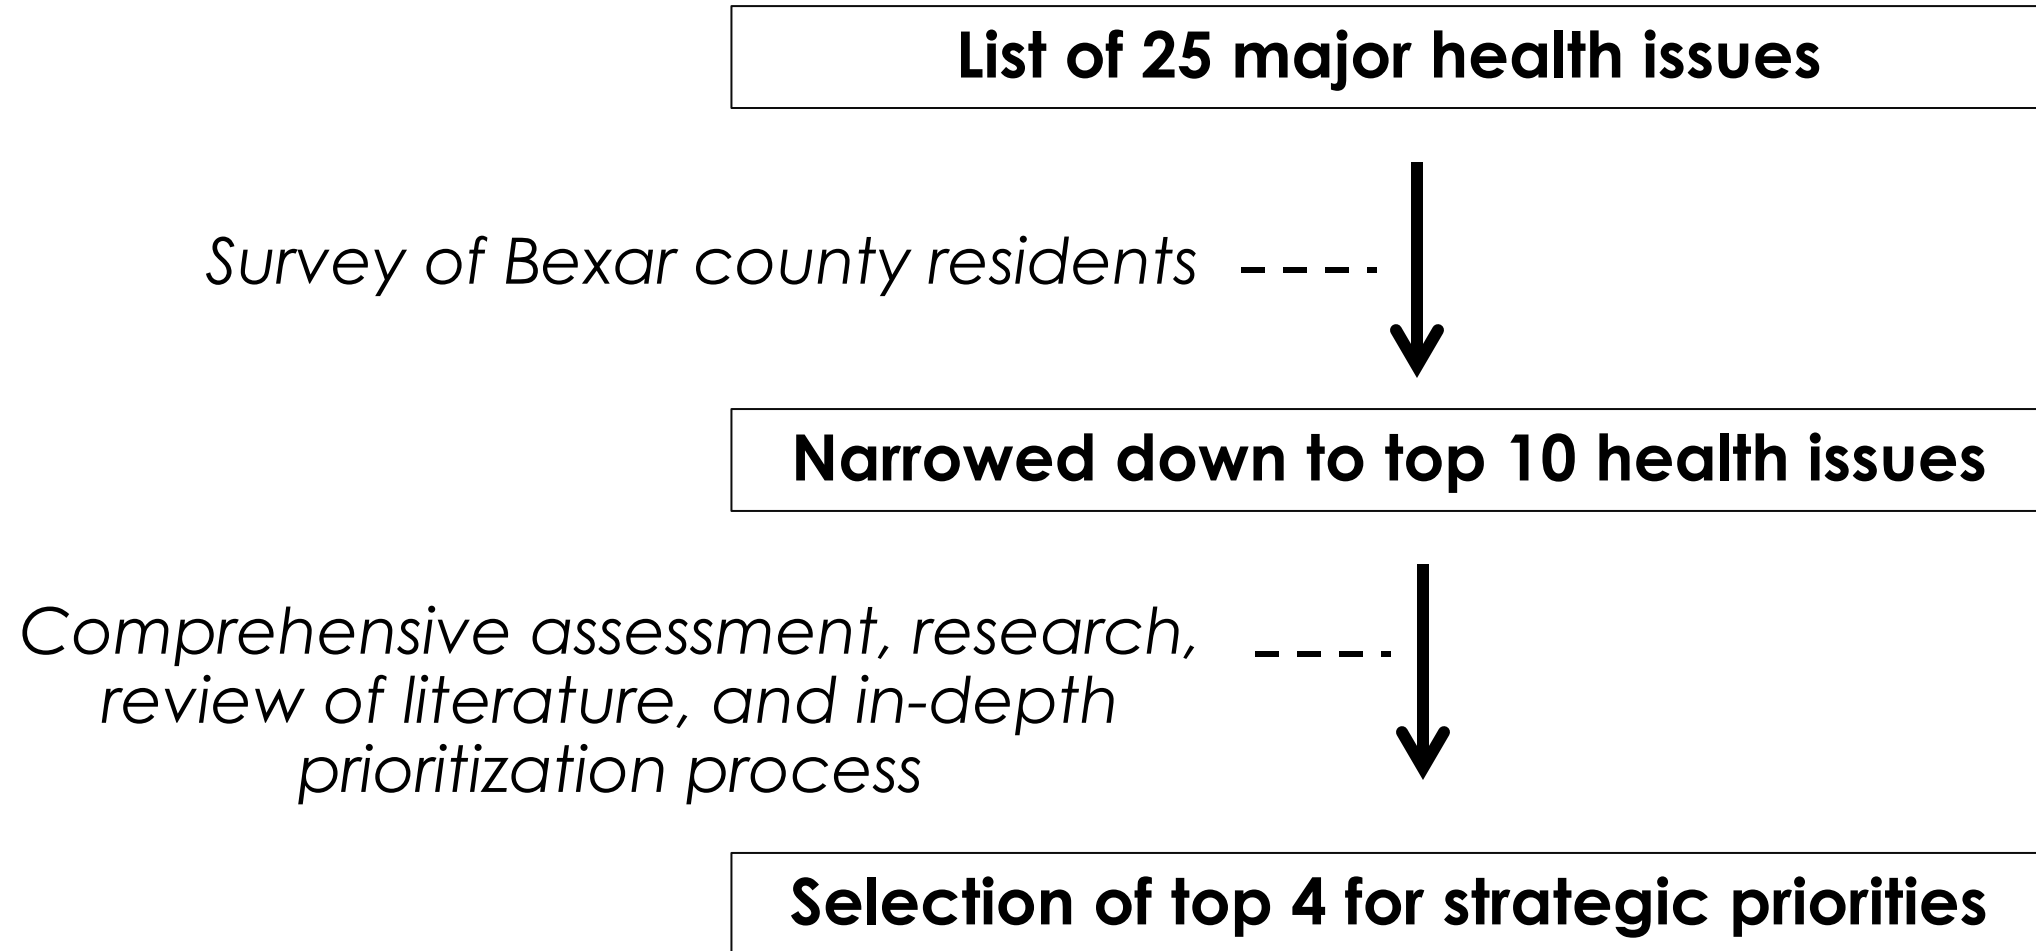 List of 25 major health issues
Survey of Bexar county residents
Narrowed down to top 10 health issues
Comprehensive assessment, research,
review of literature, and in-depth
prioritization process
Selection of top 4 for strategic priorities